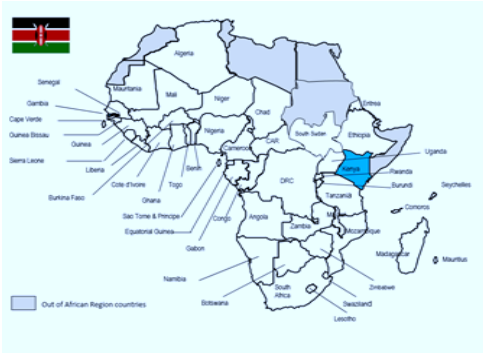 Algeria
Senegal
Mauritania
Mali
Niger
Chad
Eritrea
Gambia
Cape Verde
Guinea Bissau
Guinea
Nigeria
South Sudan
Ethiopia
Sierra Leone
Liberia
Cameroon
CAR
Uganda
Burkina Faso
Cote d'Ivoire
Togo
Benin
Kenya
Rwanda
Ghana
DRC
Burundi
Seychelles
Sao Tome & Principe
Congo
Tanzania
Equatorial Guinea
Angola
Comoros
Gabon
Zambia
Mozambique
Madagascar
Mauritius
Namibia
Zimbabwe
Botswana
South
Africa
Swaziland
Lesotho
Out of African Region countries